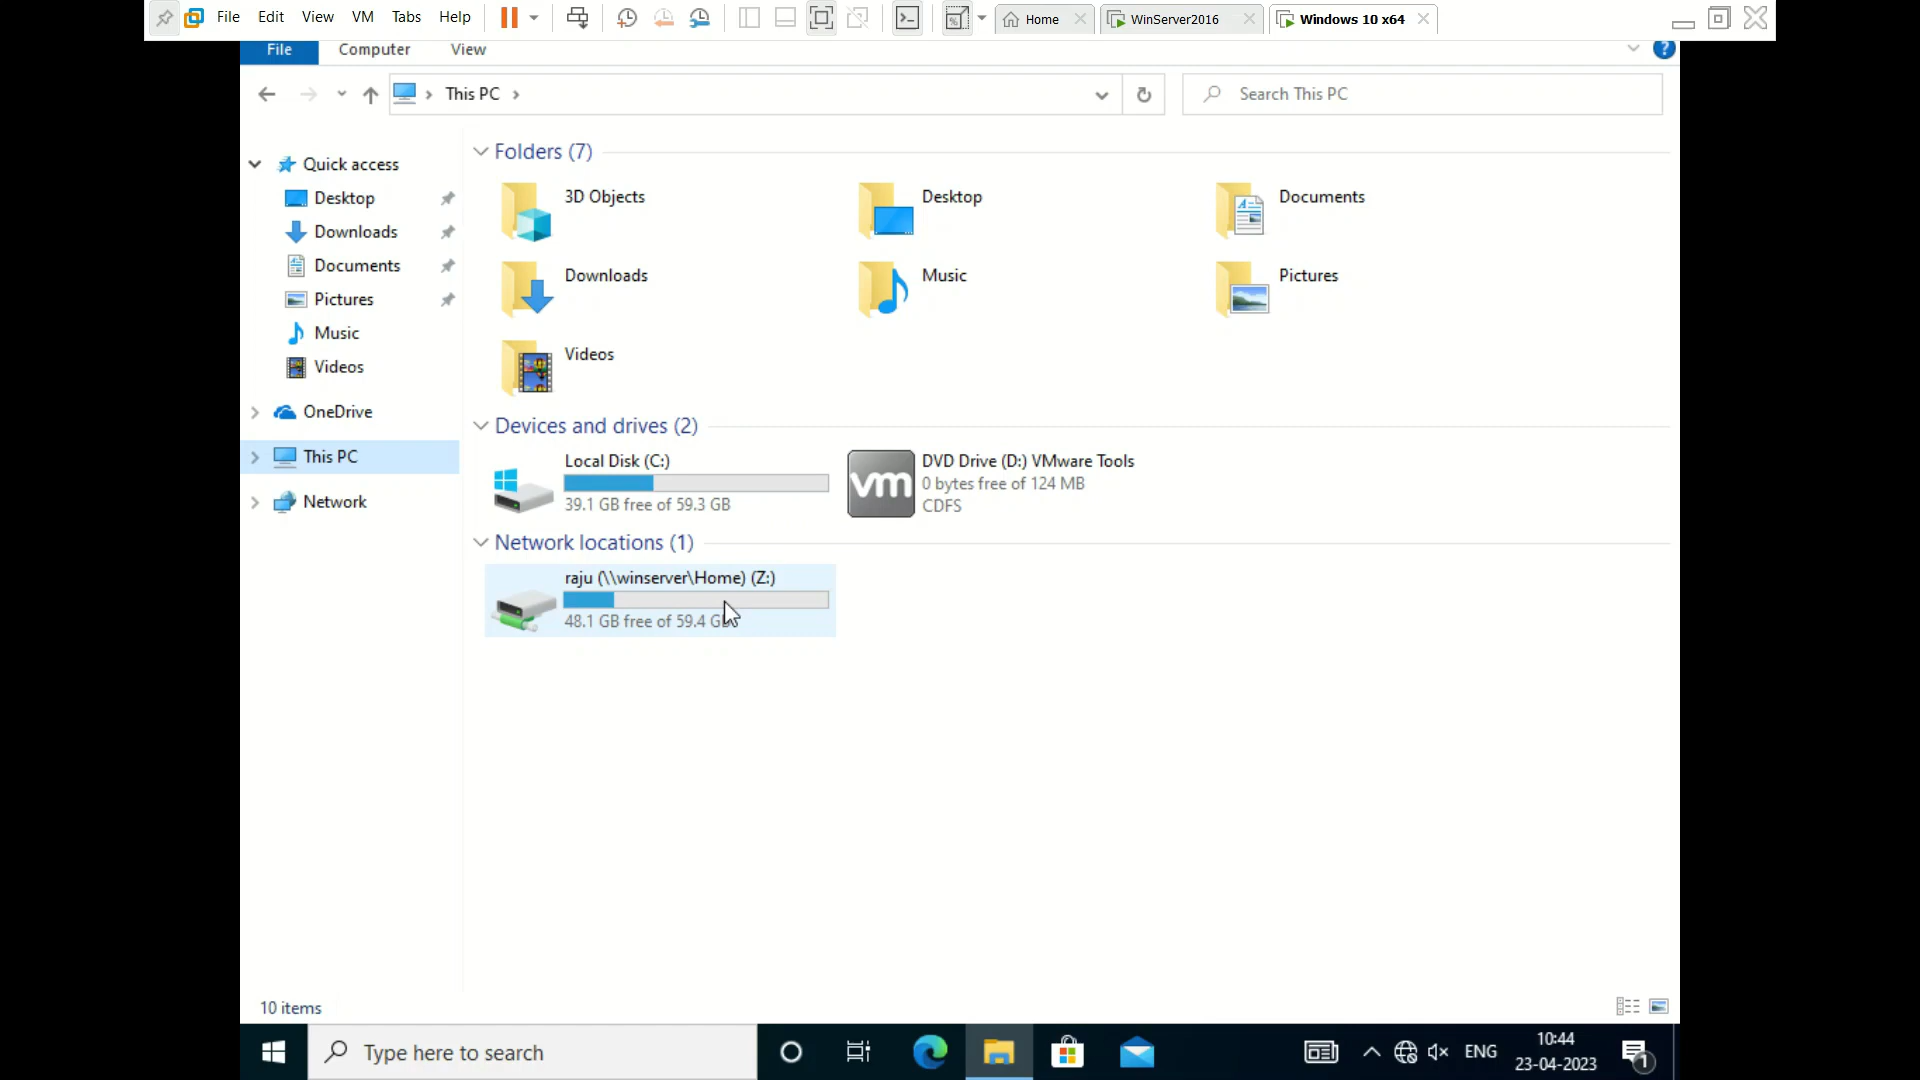 File Edit View VM Tabs Help Home WinServer2016 Windows 10 x64
File Computer View
This PC
Search This PC
Quick access
Desktop
Downloads
Documents
Pictures
Music
Videos
OneDrive
This PC
Network
Folders (7)
3D Objects
Desktop
Documents
Downloads
Music
Pictures
Videos
Devices and drives (2)
Local Disk (C:)
39.1 GB free of 59.3 GB
vm
DVD Drive (D:) VMware Tools
0 bytes free of 124 MB
CDFS
Network locations (1)
raju (\\winserver\Home) (Z:)
48.1 GB free of 59.4 GB
10 items
Type here to search
ENG
10:44
23-04-2023
1